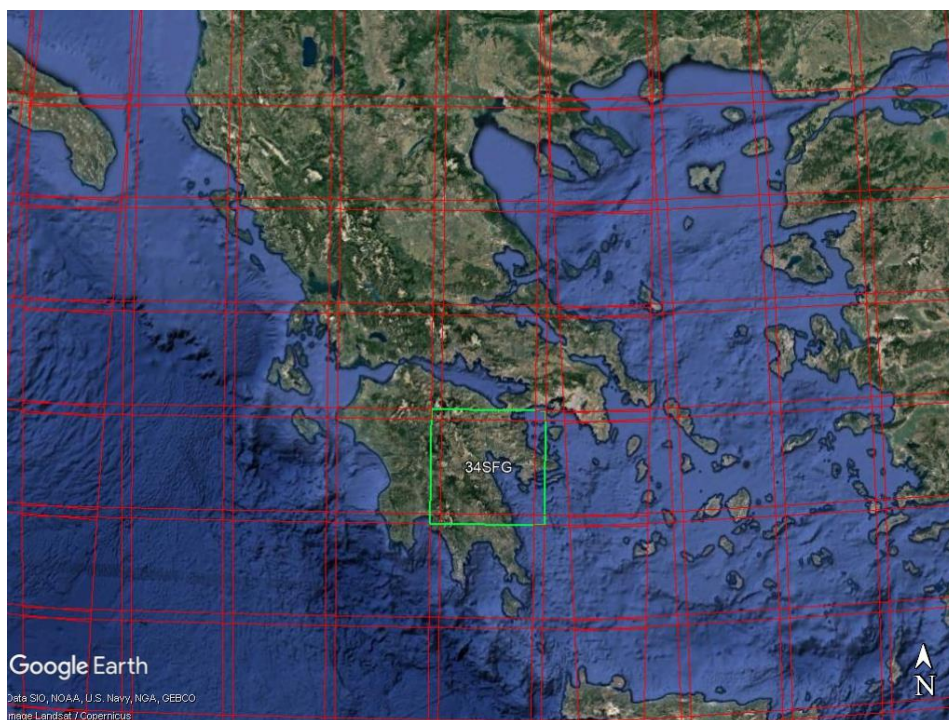 34SFG
Google Earth
N
Data SIO, NOAA, U.S. Navy, NGA, GEBCO
Image Landsat / Copernicus